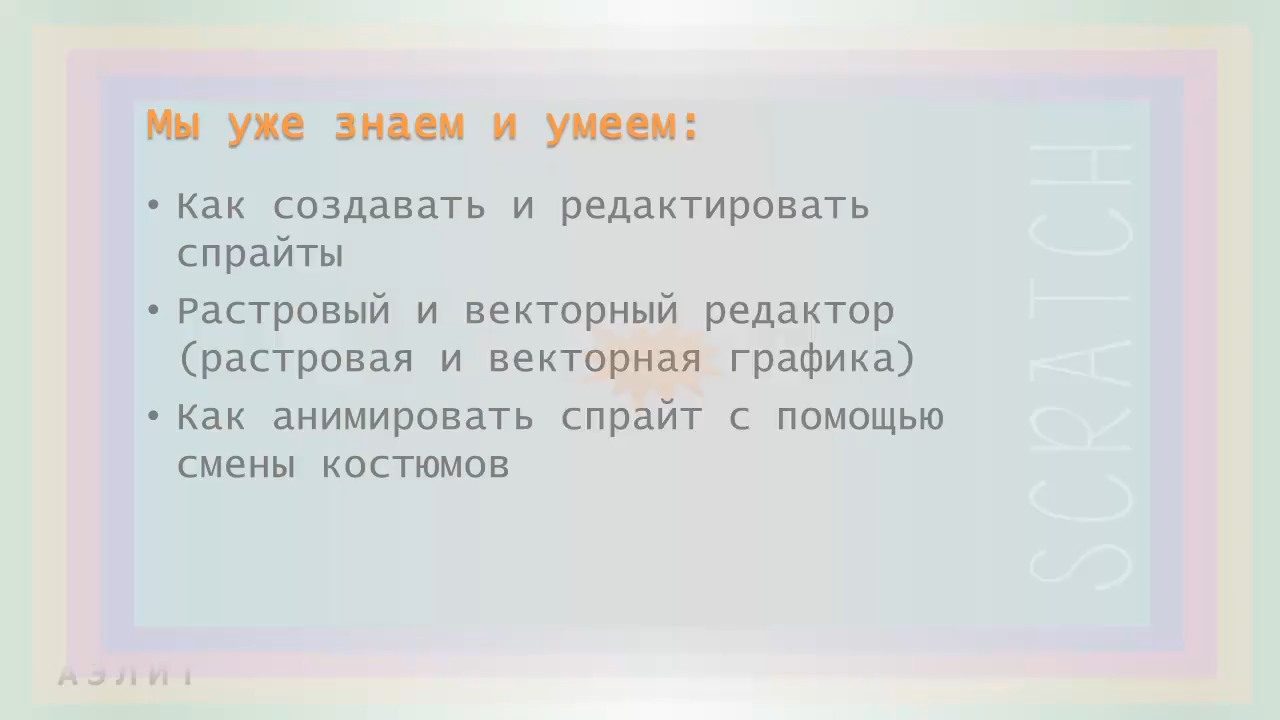 Мы уже знаем и умеем:
• Как создавать и редактировать
спрайты
• Растровый и векторный редактор
(растровая и векторная графика)
• Как анимировать спрайт с помощью
смены костюмов
SCRATCH
АЭЛИТ